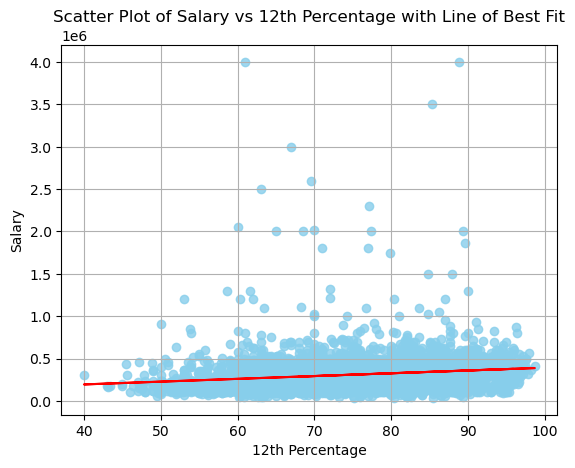 Scatter Plot of Salary vs 12th Percentage with Line of Best Fit
1e6
4.0
3.5
3.0
2.5
2.0
1.5
1.0
0.5
0.0
Salary
40 50 60 70 80 90 100
12th Percentage